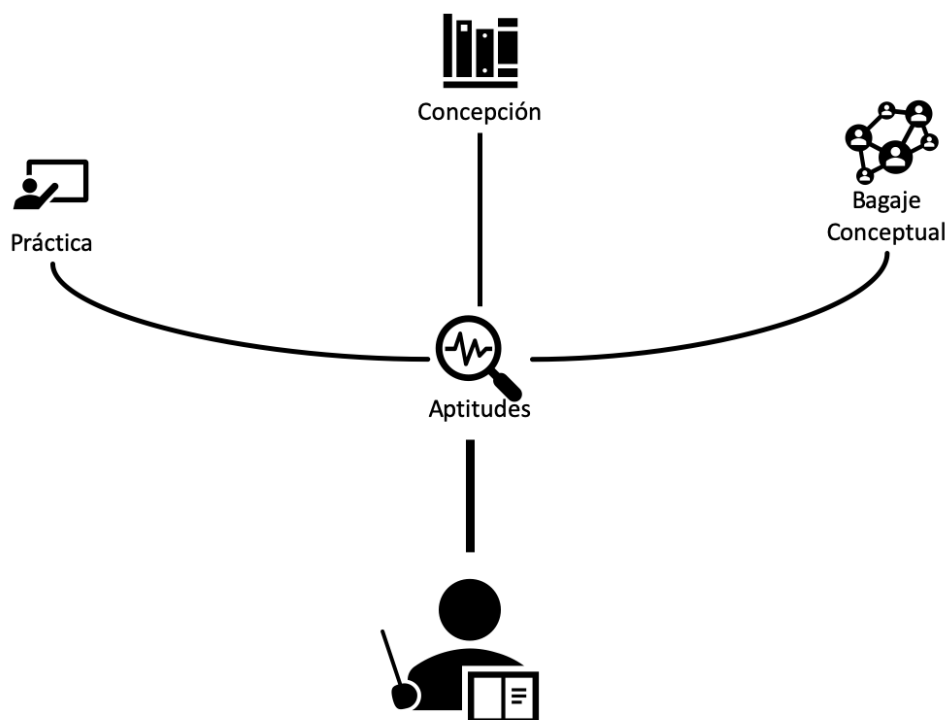 Concepción
Práctica
Bagaje
Conceptual
Aptitudes